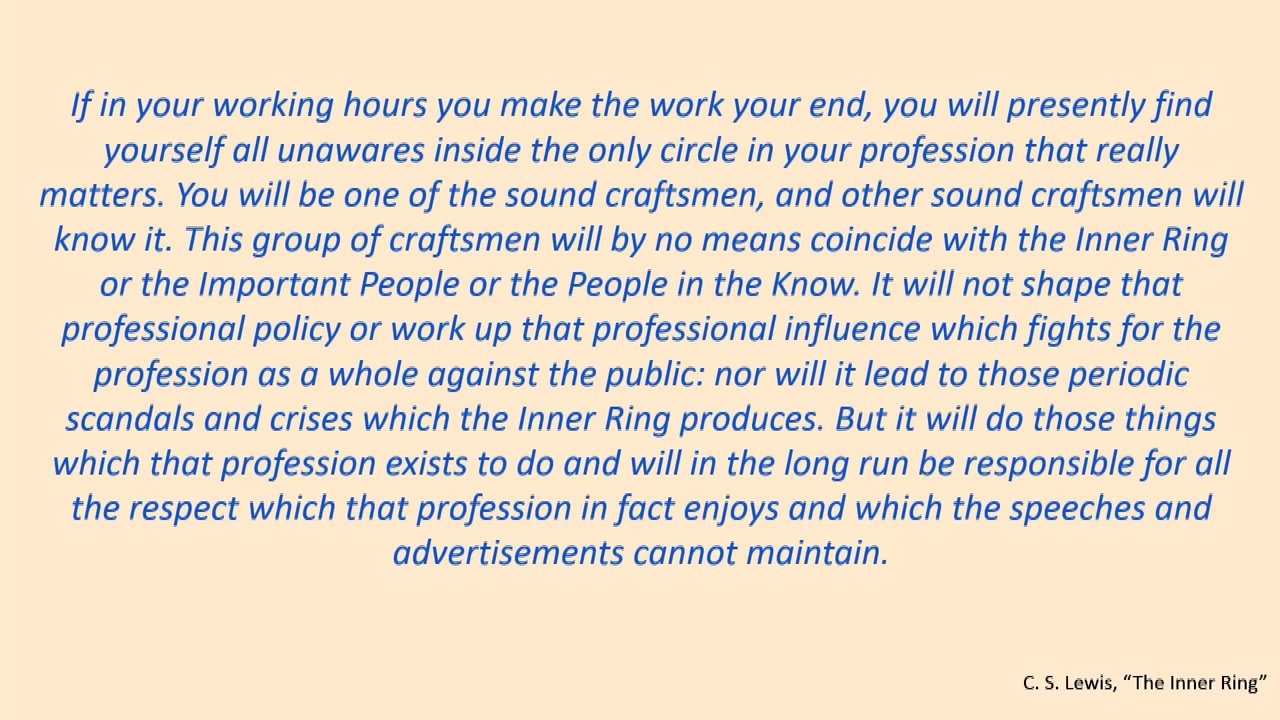 If in your working hours you make the work your end, you will presently find
yourself all unawares inside the only circle in your profession that really
matters. You will be one of the sound craftsmen, and other sound craftsmen will
know it. This group of craftsmen will by no means coincide with the Inner Ring
or the Important People or the People in the Know. It will not shape that
professional policy or work up that professional influence which fights for the
profession as a whole against the public: nor will it lead to those periodic
scandals and crises which the Inner Ring produces. But it will do those things
which that profession exists to do and will in the long run be responsible for all
the respect which that profession in fact enjoys and which the speeches and
advertisements cannot maintain.
C. S. Lewis, “The Inner Ring”